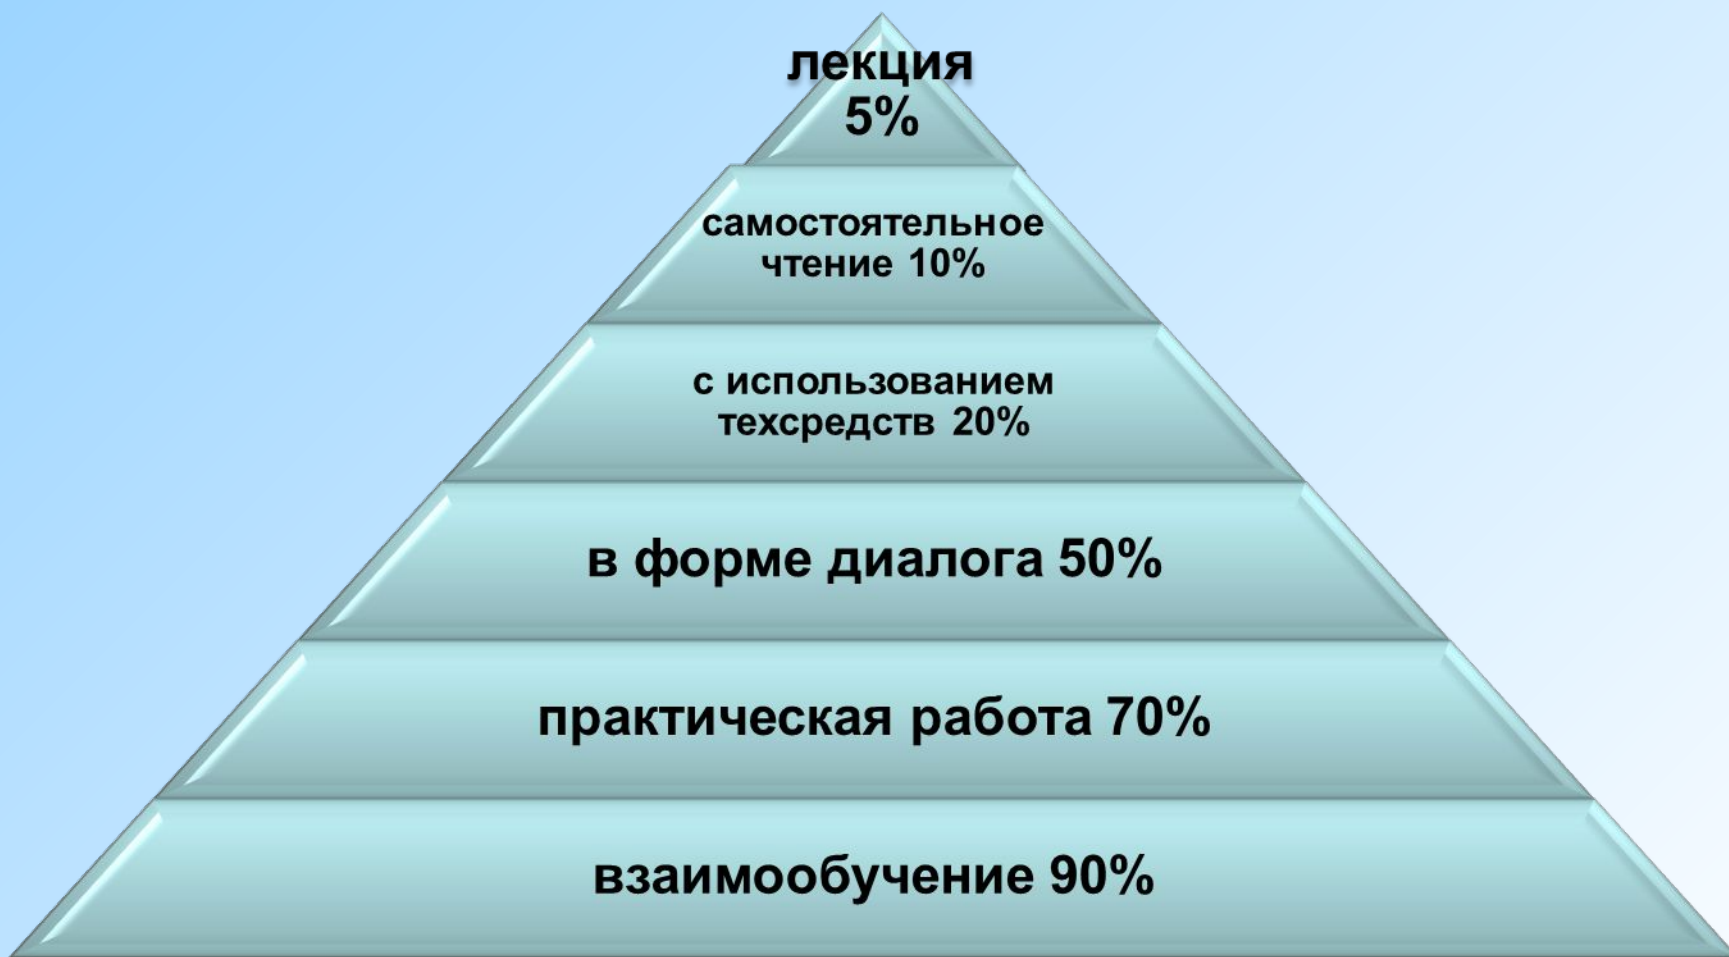 лекция
5%
самостоятельное
чтение 10%
с использованием
техсредств 20%
в форме диалога 50%
практическая работа 70%
взаимообучение 90%